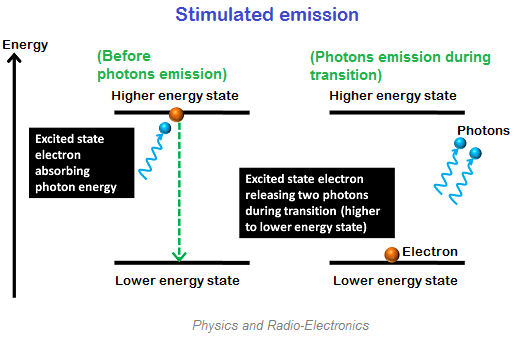 Stimulated emission
Energy
(Before
photons emission)
Higher energy state
Excited state
electron
absorbing
photon energy
Lower energy state
(Photons emission during
transition)
Higher energy state
Photons
Excited state electron
releasing two photons
during transition (higher
to lower energy state)
Electron
Lower energy state
Physics and Radio-Electronics